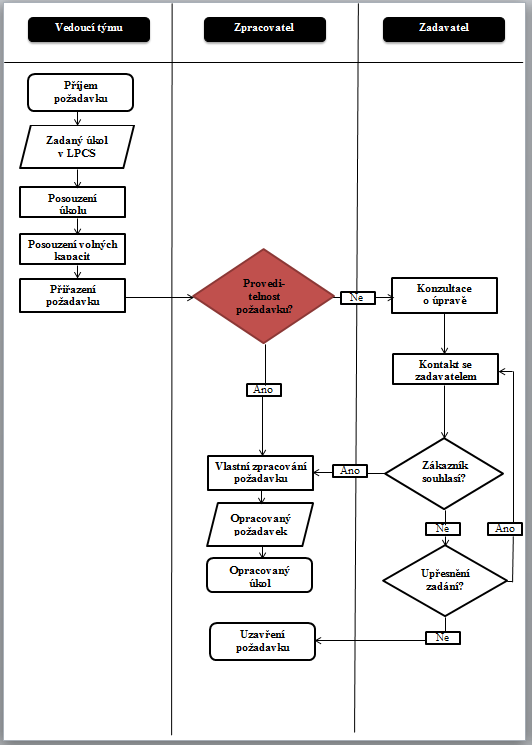 Vedoucí týmu
Zpracovatel
Zadavatel
Příjem
požadavku
Zadaný úkol
v LPCS
Posouzení
úkolu
Posouzení volných
kanacit
Přiřazení
požadavku
Provedi-
telnost
požadavku?
Ne
Konzultace
o úpravě
Kontakt se
zadavatelem
Ano
Zákazník
souhlasí?
Ano
Vlastní zpracování
požadavku
Opracovaný
požadavek
Ne
Ano
Opracovaný
úkol
Upřesnění
zadání?
Ne
Uzavření
požadavku